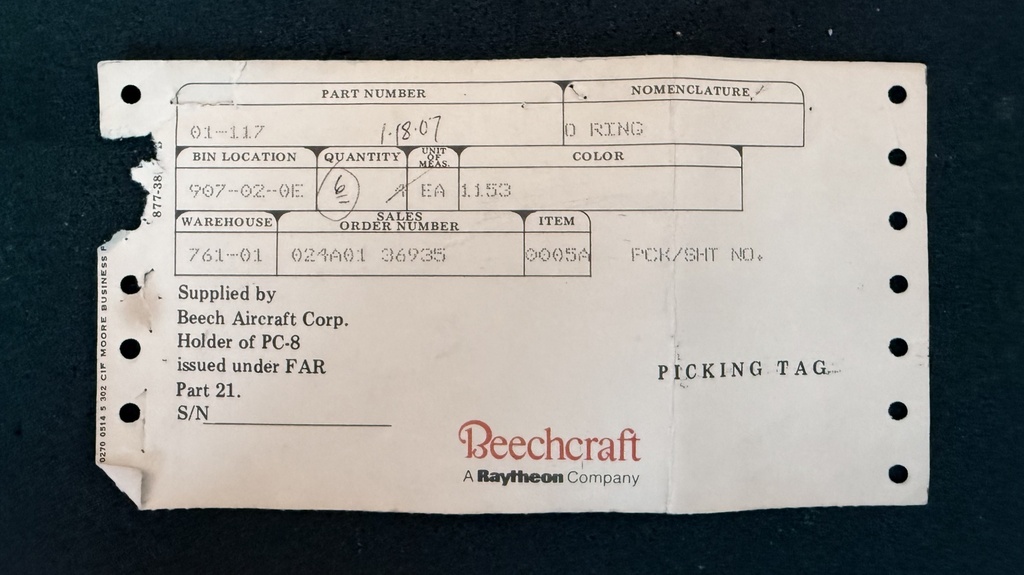 PART NUMBER NOMENCLATURE
01-117 1·18·07 O RING
BIN LOCATION QUANTITY UNIT OF MEAS. COLOR
907-02-0E 6 EA 1153
WAREHOUSE SALES ORDER NUMBER ITEM
761-01 024A01 36935 0005A PCK/SHT NO.
Supplied by
Beech Aircraft Corp.
Holder of PC-8
issued under FAR
Part 21.
S/N
PICKING TAG
Beechcraft
A Raytheon Company
877-38
0270 0514 5 302 CIF MOORE BUSINESS F